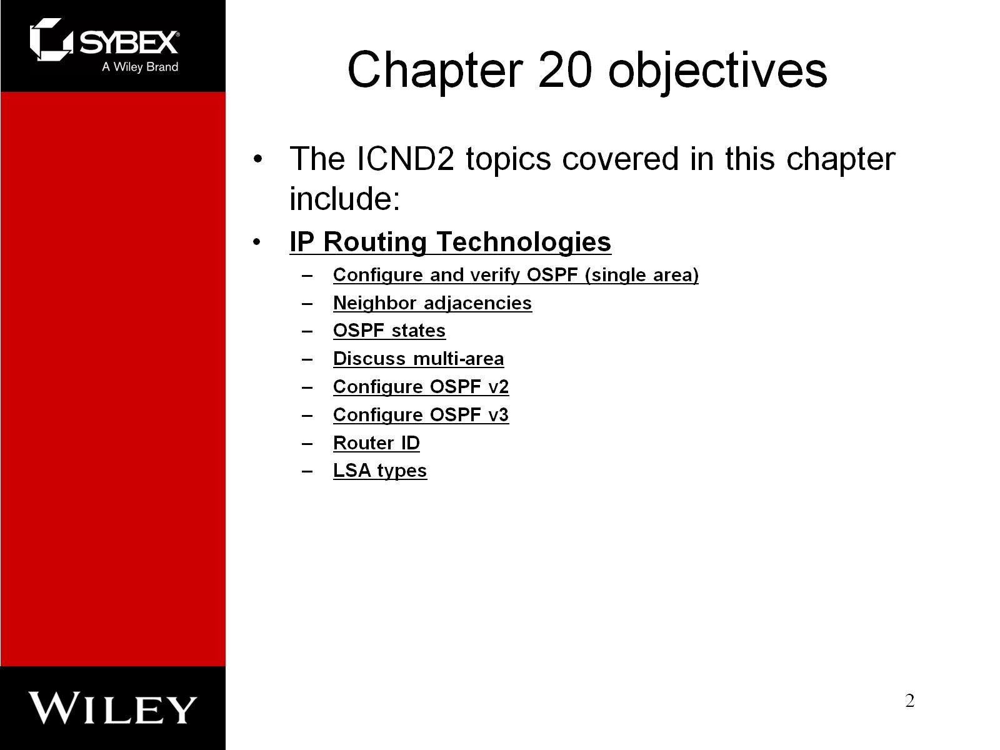 SYBEX®
A Wiley Brand
Chapter 20 objectives
• The ICND2 topics covered in this chapter
include:
• IP Routing Technologies
– Configure and verify OSPF (single area)
– Neighbor adjacencies
– OSPF states
– Discuss multi-area
– Configure OSPF v2
– Configure OSPF v3
– Router ID
– LSA types
WILEY
2